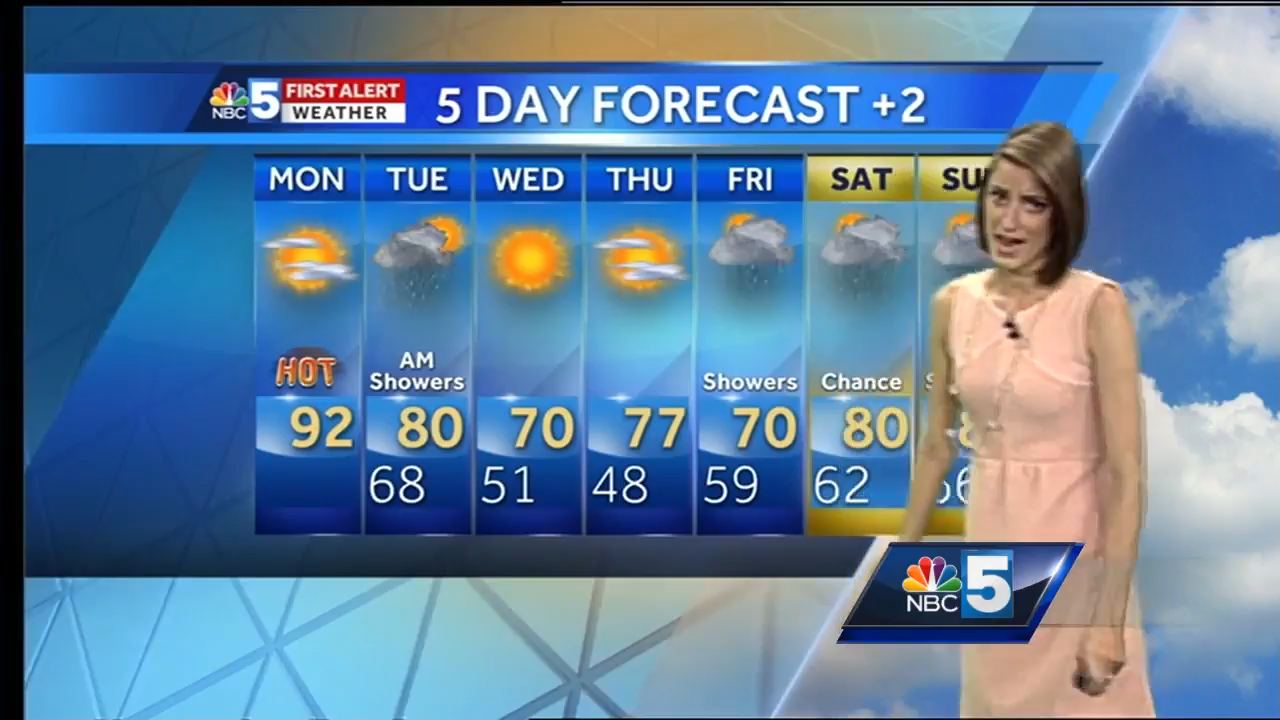 NBC 5 FIRST ALERT WEATHER
5 DAY FORECAST +2
MON TUE WED THU FRI SAT
HOT AM Showers Showers Chance
92 80 70 77 70 80
68 51 48 59 62
NBC 5